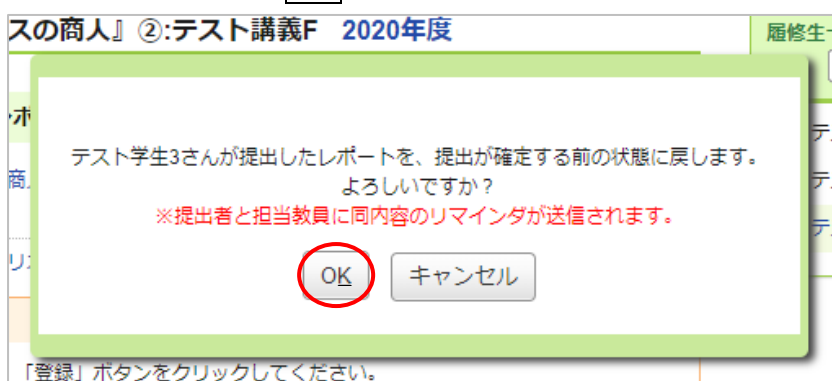 スの商人』②:テスト講義F 2020年度
履修生
テスト学生3さんが提出したレポートを、提出が確定する前の状態に戻します。
よろしいですか？
※提出者と担当教員に同内容のリマインダが送信されます。
OK キャンセル
「登録」ボタンをクリックしてください。